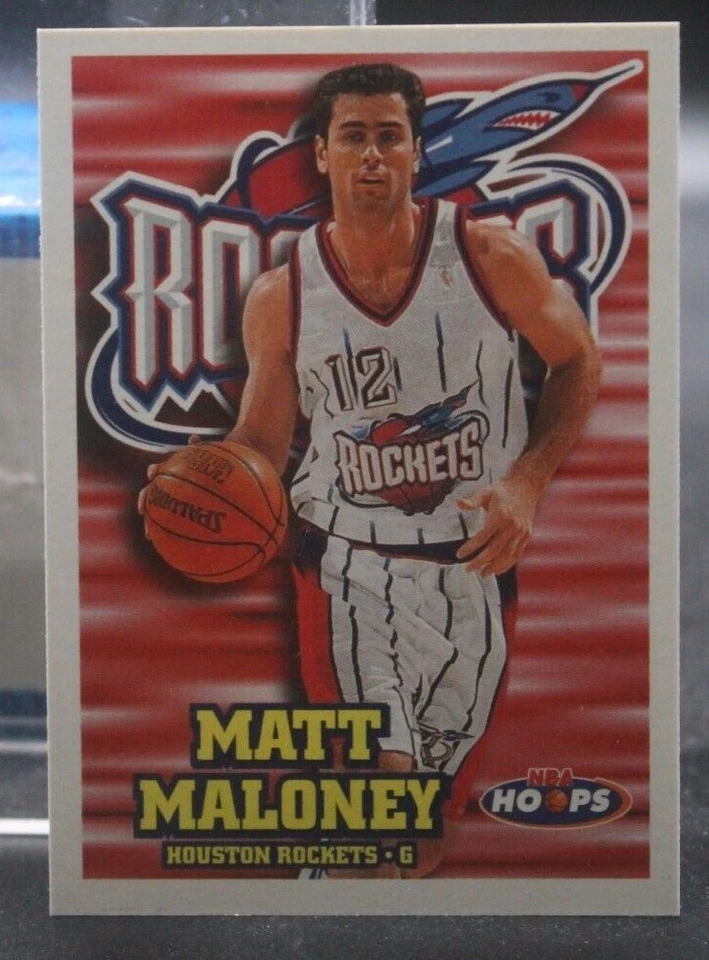 ROCKETS
12
ROCKETS
SPALDING
MATT
MALONEY
HOUSTON ROCKETS • G
NBA
HOOPS